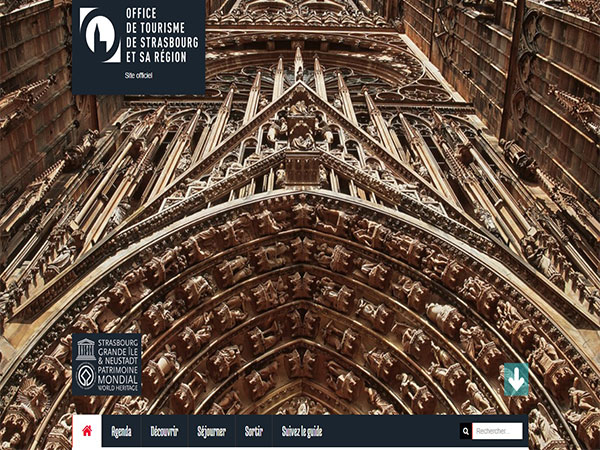 OFFICE
DE TOURISME
DE STRASBOURG
ET SA RÉGION
Site officiel
STRASBOURG
GRANDE ÎLE
& NEUSTADT
PATRIMOINE
MONDIAL
WORLD HERITAGE
Agenda Découvrir Séjourner Sortir Suivez le guide Rechercher...